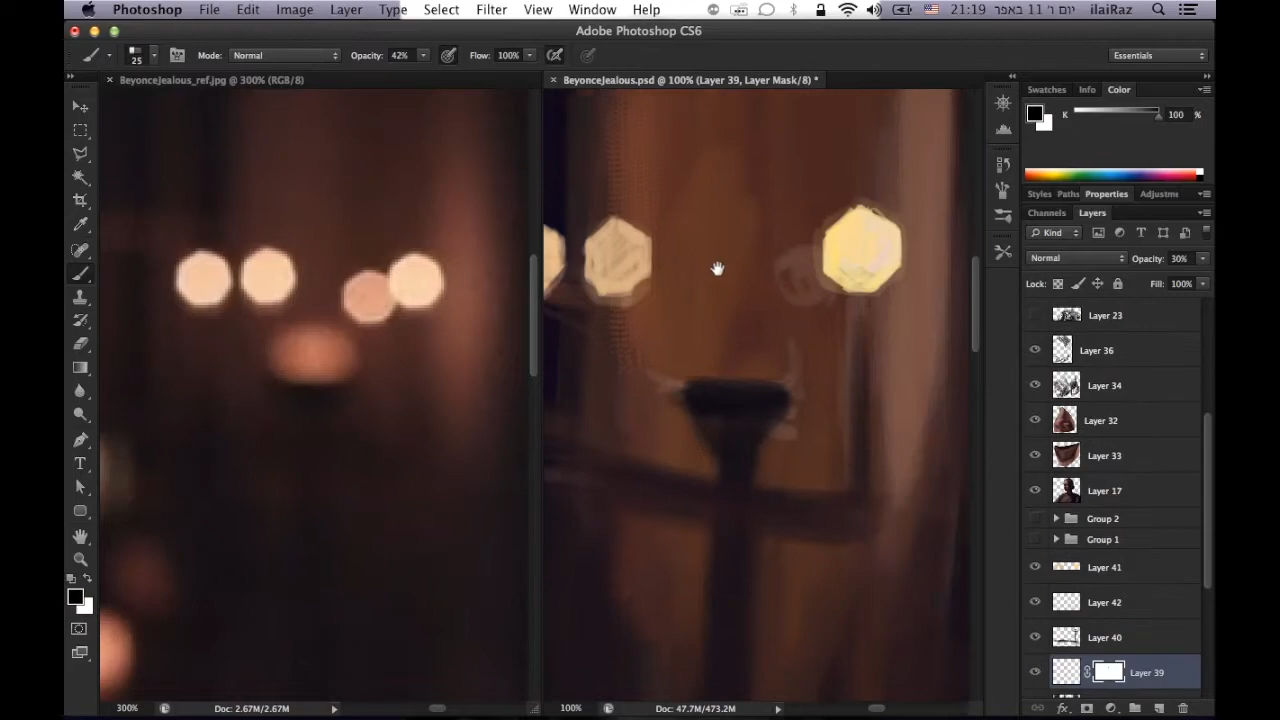 Photoshop File Edit Image Layer Type Select Filter View Window Help 21:19 יום ו׳ 11 באפר ilaiRaz
Adobe Photoshop CS6
25 Mode: Normal Opacity: 42% Flow: 100% Essentials
BeyonceJealous_ref.jpg @ 300% (RGB/8) BeyonceJealous.psd @ 100% (Layer 39, Layer Mask/8) *
Swatches Info Color
K 100 %
Styles Paths Properties Adjustme
Channels Layers
Kind
Normal Opacity: 30%
Lock: Fill: 100%
Layer 23
Layer 36
Layer 34
Layer 32
Layer 33
Layer 17
Group 2
Group 1
Layer 41
Layer 42
Layer 40
Layer 39
300% Doc: 2.67M/2.67M 100% Doc: 47.7M/473.2M